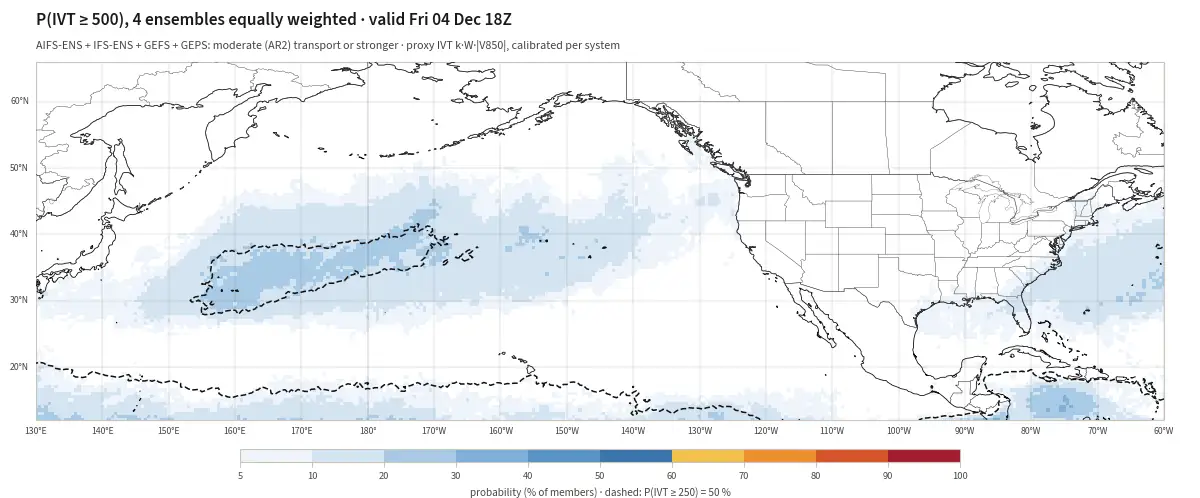 P(IVT ≥ 500), 4 ensembles equally weighted · valid Fri 04 Dec 18Z
AIFS-ENS + IFS-ENS + GEFS + GEPS: moderate (AR2) transport or stronger · proxy IVT k·W·|V850|, calibrated per system
60°N
50°N
40°N
30°N
20°N
130°E 140°E 150°E 160°E 170°E 180° 170°W 160°W 150°W 140°W 130°W 120°W 110°W 100°W 90°W 80°W 70°W 60°W
5 10 20 30 40 50 60 70 80 90 100
probability (% of members) · dashed: P(IVT ≥ 250) = 50 %